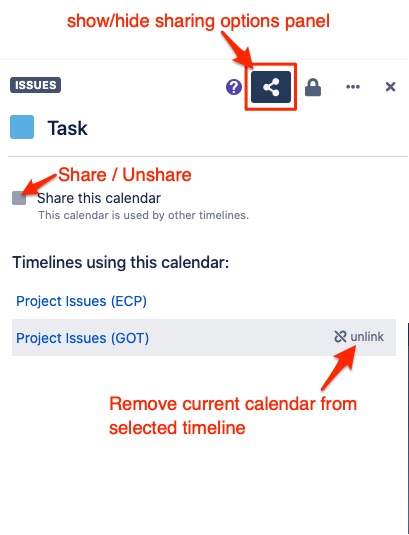 show/hide sharing options panel
ISSUES
?
Task
Share / Unshare
Share this calendar
This calendar is used by other timelines.
Timelines using this calendar:
Project Issues (ECP)
Project Issues (GOT)
unlink
Remove current calendar from
selected timeline